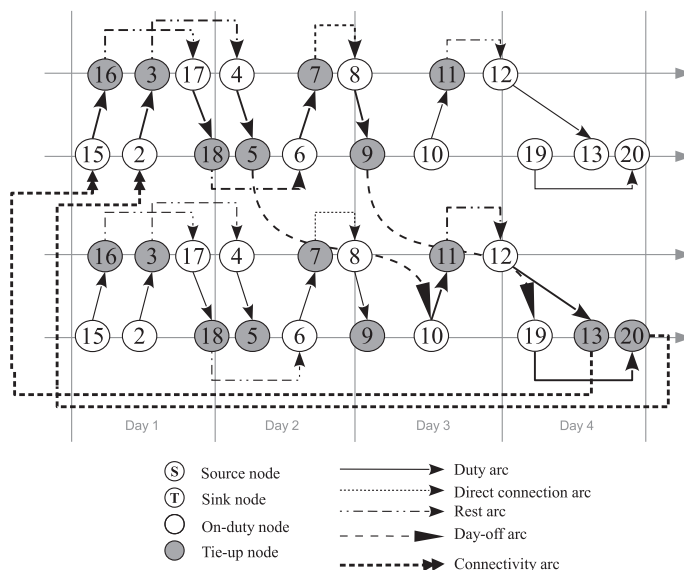 16 3 17 4 7 8 11 12
15 2 18 5 6 9 10 19 13 20
16 3 17 4 7 8 11 12
15 2 18 5 6 9 10 19 13 20
Day 1 Day 2 Day 3 Day 4
S Source node
T Sink node
On-duty node
Tie-up node
Duty arc
Direct connection arc
Rest arc
Day-off arc
Connectivity arc